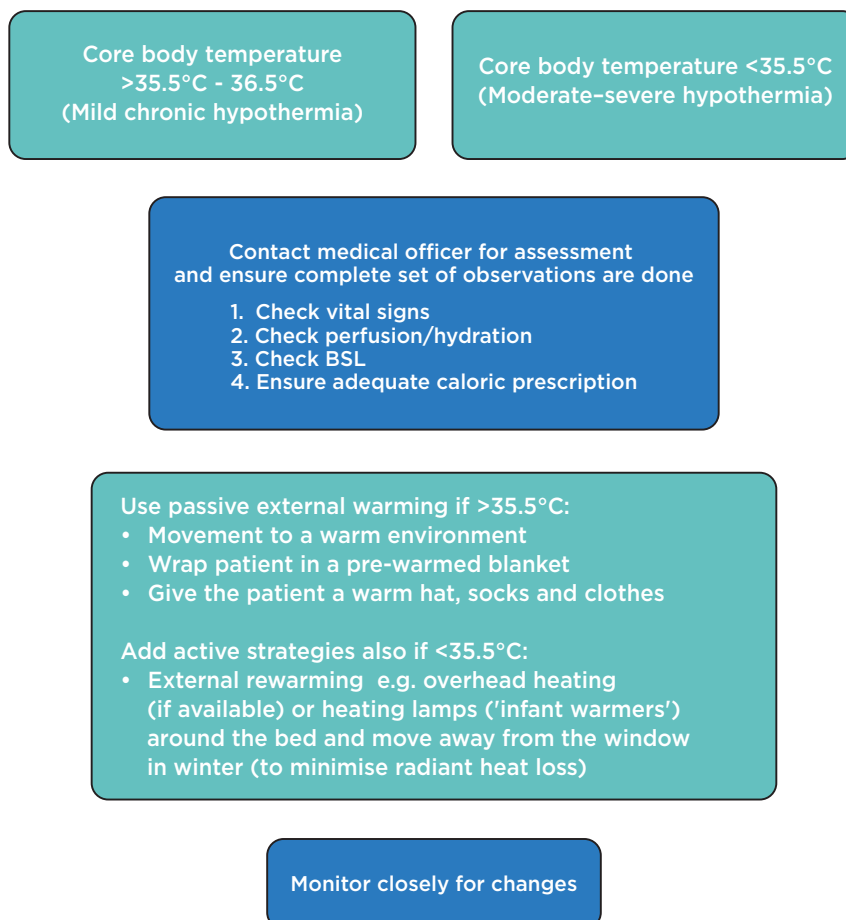 Core body temperature
>35.5°C - 36.5°C
(Mild chronic hypothermia)
Core body temperature <35.5°C
(Moderate–severe hypothermia)
Contact medical officer for assessment
and ensure complete set of observations are done
1. Check vital signs
2. Check perfusion/hydration
3. Check BSL
4. Ensure adequate caloric prescription
Use passive external warming if >35.5°C:
• Movement to a warm environment
• Wrap patient in a pre-warmed blanket
• Give the patient a warm hat, socks and clothes
Add active strategies also if <35.5°C:
• External rewarming e.g. overhead heating
(if available) or heating lamps ('infant warmers')
around the bed and move away from the window
in winter (to minimise radiant heat loss)
Monitor closely for changes